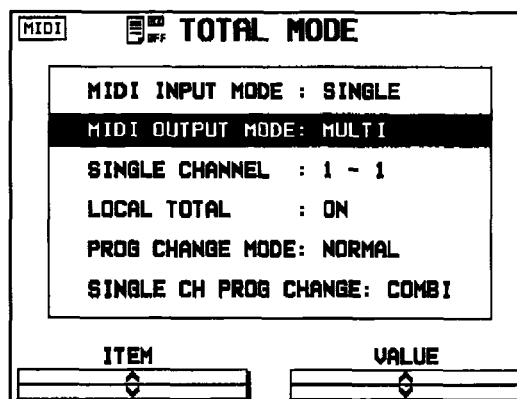 MIDI TOTAL MODE
MIDI INPUT MODE : SINGLE
MIDI OUTPUT MODE: MULTI
SINGLE CHANNEL : 1 - 1
LOCAL TOTAL : ON
PROG CHANGE MODE: NORMAL
SINGLE CH PROG CHANGE: COMBI
ITEM VALUE